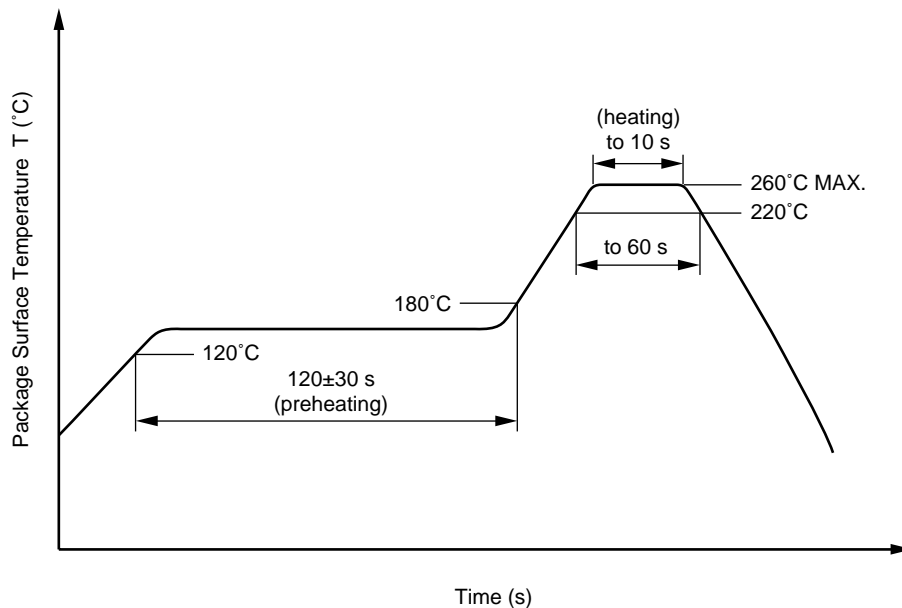 Package Surface Temperature T (˚C)
(heating)
to 10 s
260˚C MAX.
220˚C
to 60 s
180˚C
120˚C
120±30 s
(preheating)
Time (s)